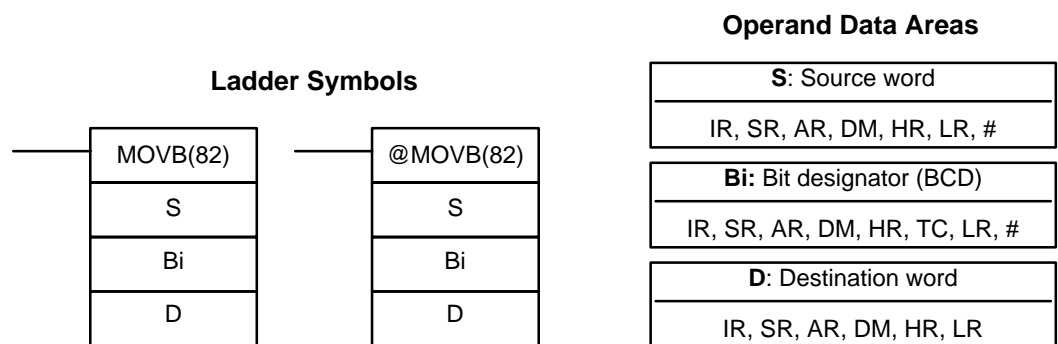 Ladder Symbols
MOVB(82)
S
Bi
D
@MOVB(82)
S
Bi
D
Operand Data Areas
S: Source word
IR, SR, AR, DM, HR, LR, #
Bi: Bit designator (BCD)
IR, SR, AR, DM, HR, TC, LR, #
D: Destination word
IR, SR, AR, DM, HR, LR